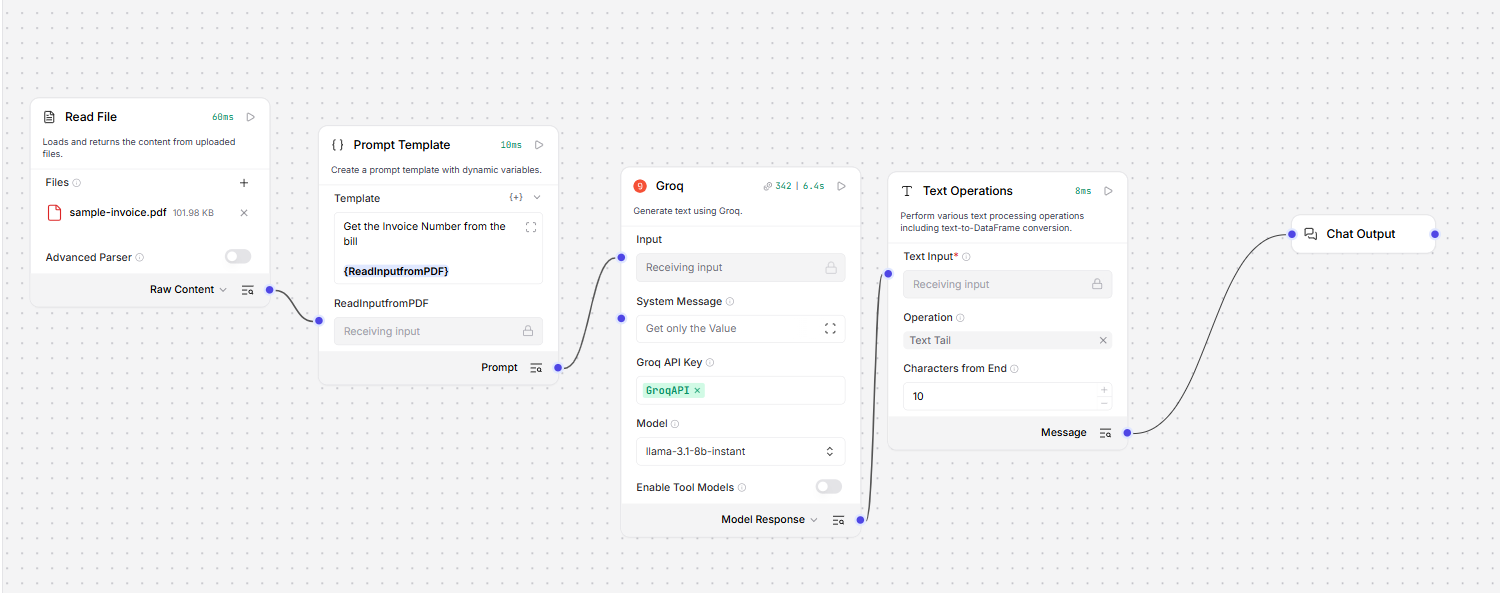 Read File
60ms
Loads and returns the content from uploaded
files.
Files
sample-invoice.pdf 101.98 KB
Advanced Parser
Raw Content
{ } Prompt Template
10ms
Create a prompt template with dynamic variables.
Template
{+}
Get the Invoice Number from the
bill
{ReadInputfromPDF}
ReadInputfromPDF
Receiving input
Prompt
9 Groq
342 | 6.4s
Generate text using Groq.
Input
Receiving input
System Message
Get only the Value
Groq API Key
GroqAPI ×
Model
llama-3.1-8b-instant
Enable Tool Models
Model Response
Text Operations
8ms
Perform various text processing operations
including text-to-DataFrame conversion.
Text Input*
Receiving input
Operation
Text Tail
Characters from End
10
Message
Chat Output